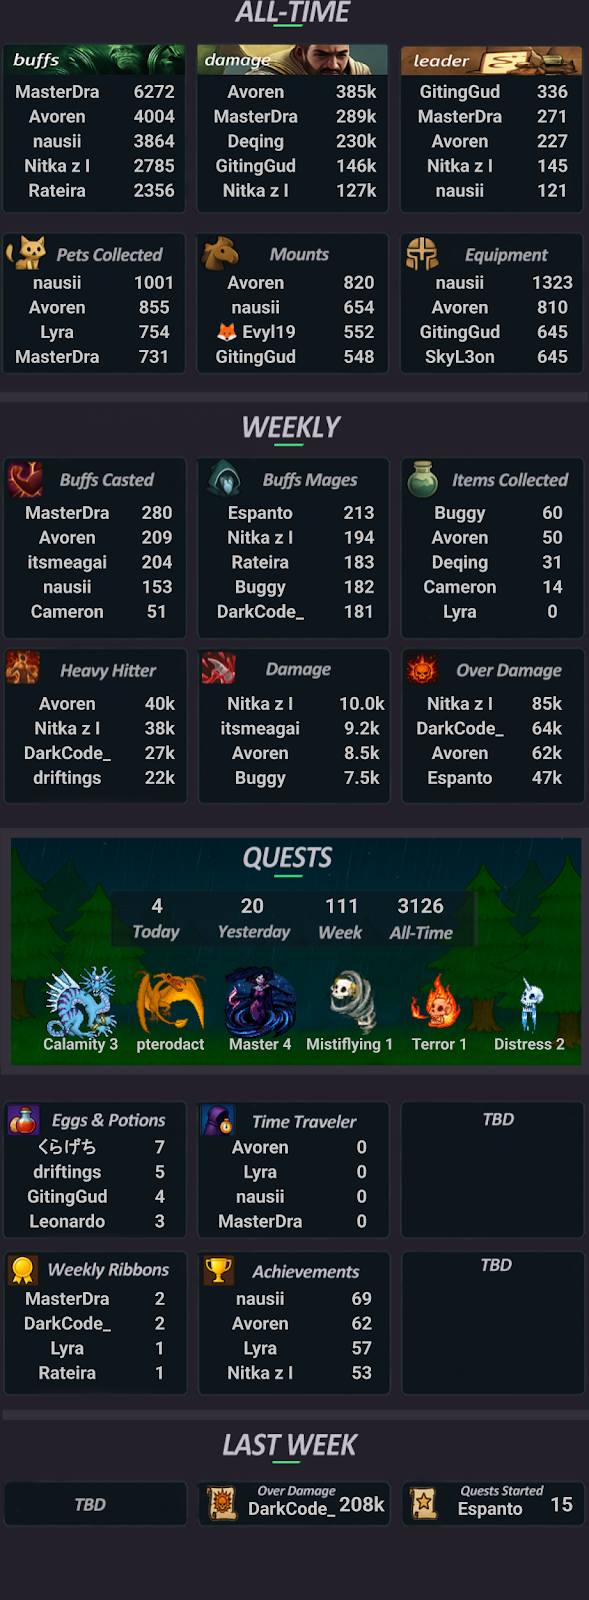 ALL-TIME
buffs
MasterDra 6272
Avoren 4004
nausii 3864
Nitka z l 2785
Rateira 2356
damage
Avoren 385k
MasterDra 289k
Deqing 230k
GitingGud 146k
Nitka z l 127k
leader
GitingGud 336
MasterDra 271
Avoren 227
Nitka z l 145
nausii 121
Pets Collected
nausii 1001
Avoren 855
Lyra 754
MasterDra 731
Mounts
Avoren 820
nausii 654
🦊 Evyl19 552
GitingGud 548
Equipment
nausii 1323
Avoren 810
GitingGud 645
SkyL3on 645
WEEKLY
Buffs Casted
MasterDra 280
Avoren 209
itsmeagai 204
nausii 153
Cameron 51
Buffs Mages
Espanto 213
Nitka z l 194
Rateira 183
Buggy 182
DarkCode_ 181
Items Collected
Buggy 60
Avoren 50
Deqing 31
Cameron 14
Lyra 0
Heavy Hitter
Avoren 40k
Nitka z l 38k
DarkCode_ 27k
driftings 22k
Damage
Nitka z l 10.0k
itsmeagai 9.2k
Avoren 8.5k
Buggy 7.5k
Over Damage
Nitka z l 85k
DarkCode_ 64k
Avoren 62k
Espanto 47k
QUESTS
4 20 111 3126
Today Yesterday Week All-Time
Calamity 3 pterodact Master 4 Mistiflying 1 Terror 1 Distress 2
Eggs & Potions
くらげち 7
driftings 5
GitingGud 4
Leonardo 3
Time Traveler
Avoren 0
Lyra 0
nausii 0
MasterDra 0
TBD
Weekly Ribbons
MasterDra 2
DarkCode_ 2
Lyra 1
Rateira 1
Achievements
nausii 69
Avoren 62
Lyra 57
Nitka z l 53
TBD
LAST WEEK
TBD
Over Damage
DarkCode_ 208k
Quests Started
Espanto 15